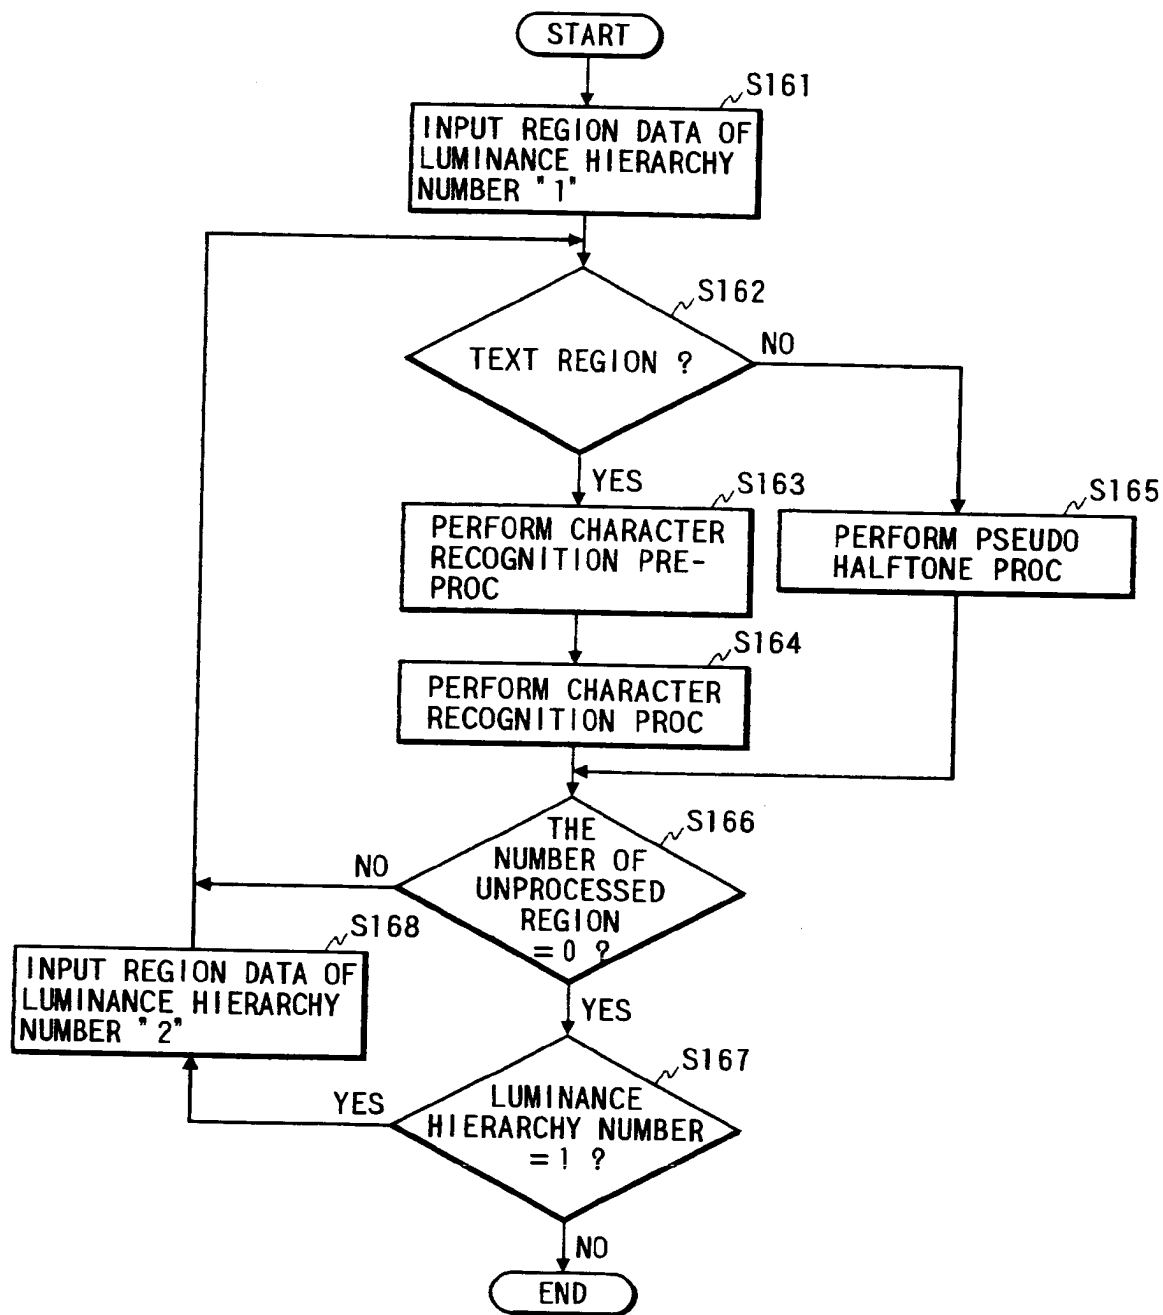 START
S161
INPUT REGION DATA OF
LUMINANCE HIERARCHY
NUMBER "1"
S162
TEXT REGION ?
NO
YES
S163
PERFORM CHARACTER
RECOGNITION PRE-
PROC
S165
PERFORM PSEUDO
HALFTONE PROC
S164
PERFORM CHARACTER
RECOGNITION PROC
S166
THE
NUMBER OF
UNPROCESSED
REGION
=0 ?
NO
YES
S168
INPUT REGION DATA OF
LUMINANCE HIERARCHY
NUMBER "2"
S167
LUMINANCE
HIERARCHY NUMBER
=1 ?
YES
NO
END